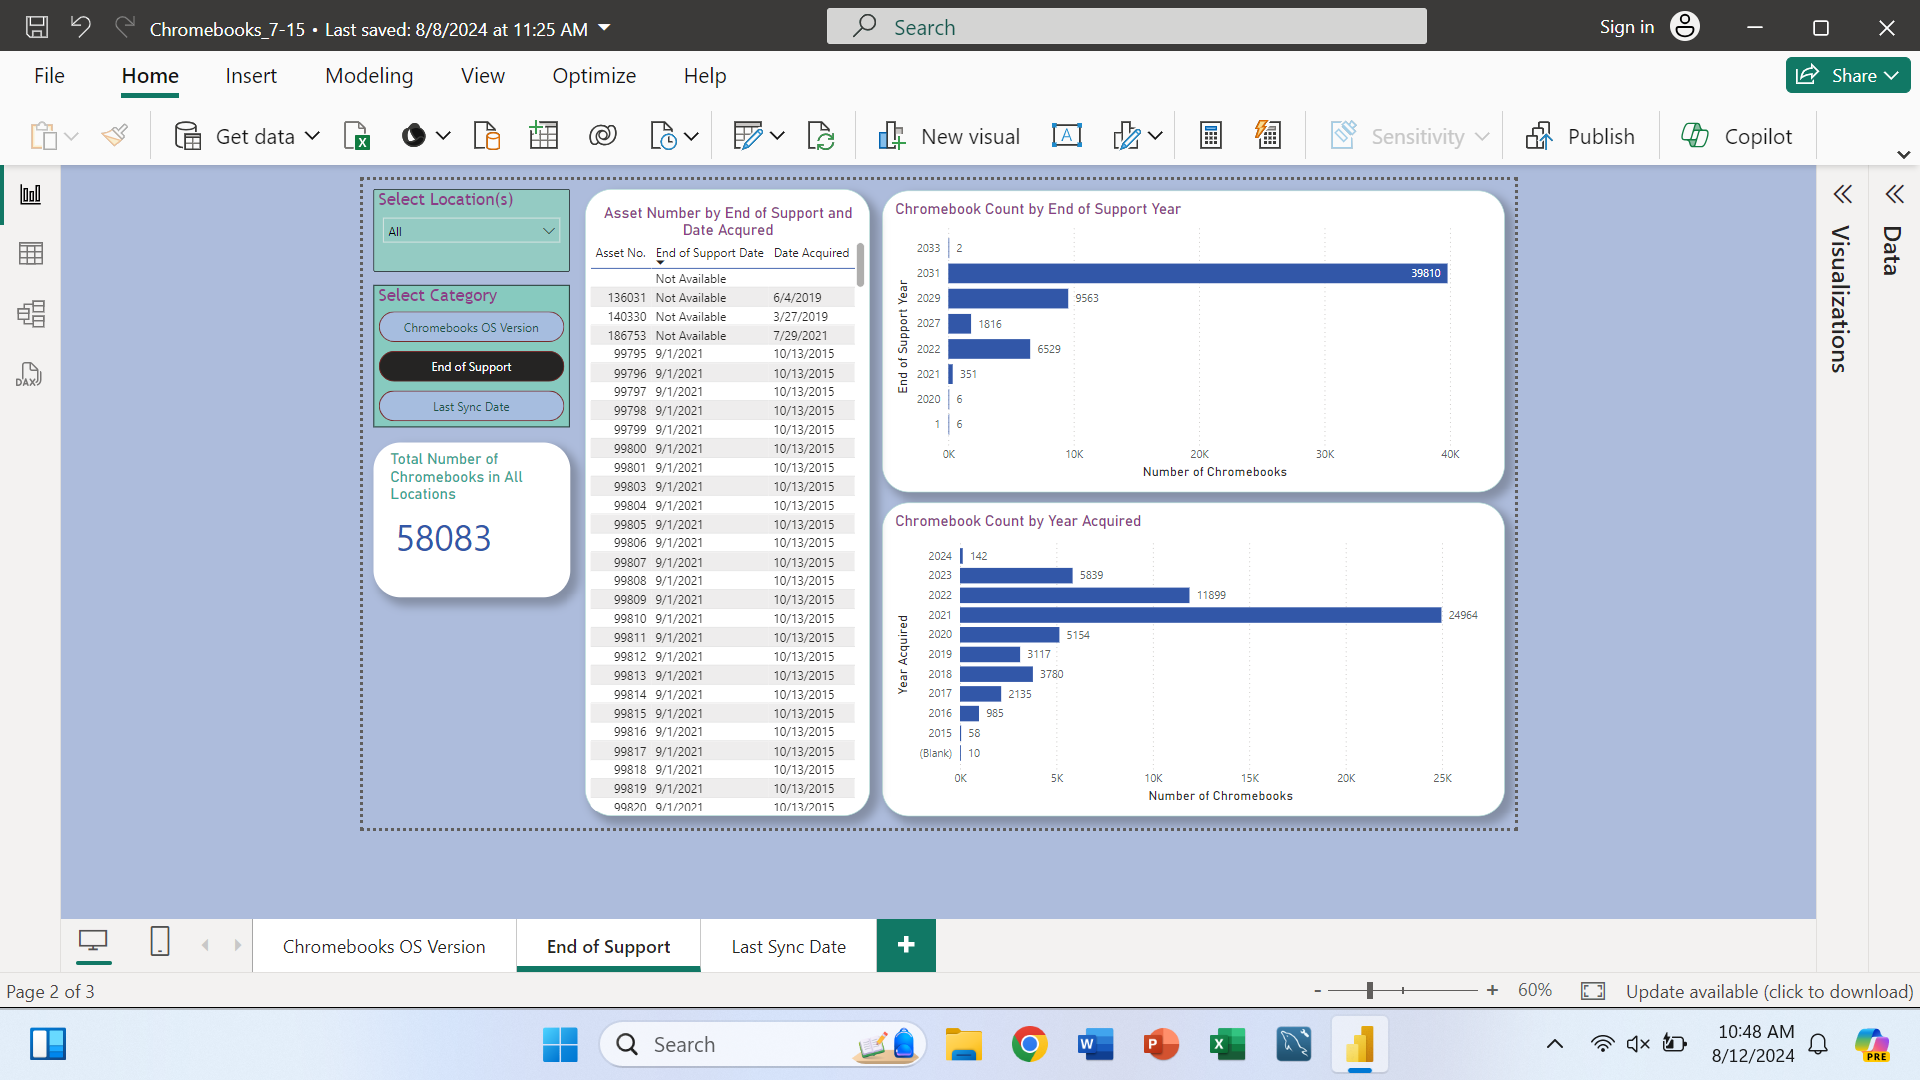 Chromebooks_7-15 • Last saved: 8/8/2024 at 11:25 AM
Search
Sign in
File
Home
Insert
Modeling
View
Optimize
Help
Share
Get data
New visual
Sensitivity
Publish
Copilot
DAX
Select Location(s)
All
Select Category
Chromebooks OS Version
End of Support
Last Sync Date
Total Number of
Chromebooks in All
Locations
58083
Asset Number by End of Support and
Date Acqured
Asset No. End of Support Date Date Acquired
Not Available
136031 Not Available 6/4/2019
140330 Not Available 3/27/2019
186753 Not Available 7/29/2021
99795 9/1/2021 10/13/2015
99796 9/1/2021 10/13/2015
99797 9/1/2021 10/13/2015
99798 9/1/2021 10/13/2015
99799 9/1/2021 10/13/2015
99800 9/1/2021 10/13/2015
99801 9/1/2021 10/13/2015
99803 9/1/2021 10/13/2015
99804 9/1/2021 10/13/2015
99805 9/1/2021 10/13/2015
99806 9/1/2021 10/13/2015
99807 9/1/2021 10/13/2015
99808 9/1/2021 10/13/2015
99809 9/1/2021 10/13/2015
99810 9/1/2021 10/13/2015
99811 9/1/2021 10/13/2015
99812 9/1/2021 10/13/2015
99813 9/1/2021 10/13/2015
99814 9/1/2021 10/13/2015
99815 9/1/2021 10/13/2015
99816 9/1/2021 10/13/2015
99817 9/1/2021 10/13/2015
99818 9/1/2021 10/13/2015
99819 9/1/2021 10/13/2015
99820 9/1/2021 10/13/2015
Chromebook Count by End of Support Year
End of Support Year
2033 2
2031 39810
2029 9563
2027 1816
2022 6529
2021 351
2020 6
1 6
0K 10K 20K 30K 40K
Number of Chromebooks
Chromebook Count by Year Acquired
Year Acquired
2024 142
2023 5839
2022 11899
2021 24964
2020 5154
2019 3117
2018 3780
2017 2135
2016 985
2015 58
(Blank) 10
0K 5K 10K 15K 20K 25K
Number of Chromebooks
Visualizations
Data
Chromebooks OS Version
End of Support
Last Sync Date
+
Page 2 of 3
- + 60%
Update available (click to download)
Search
W
P
X
10:48 AM
8/12/2024
PRE